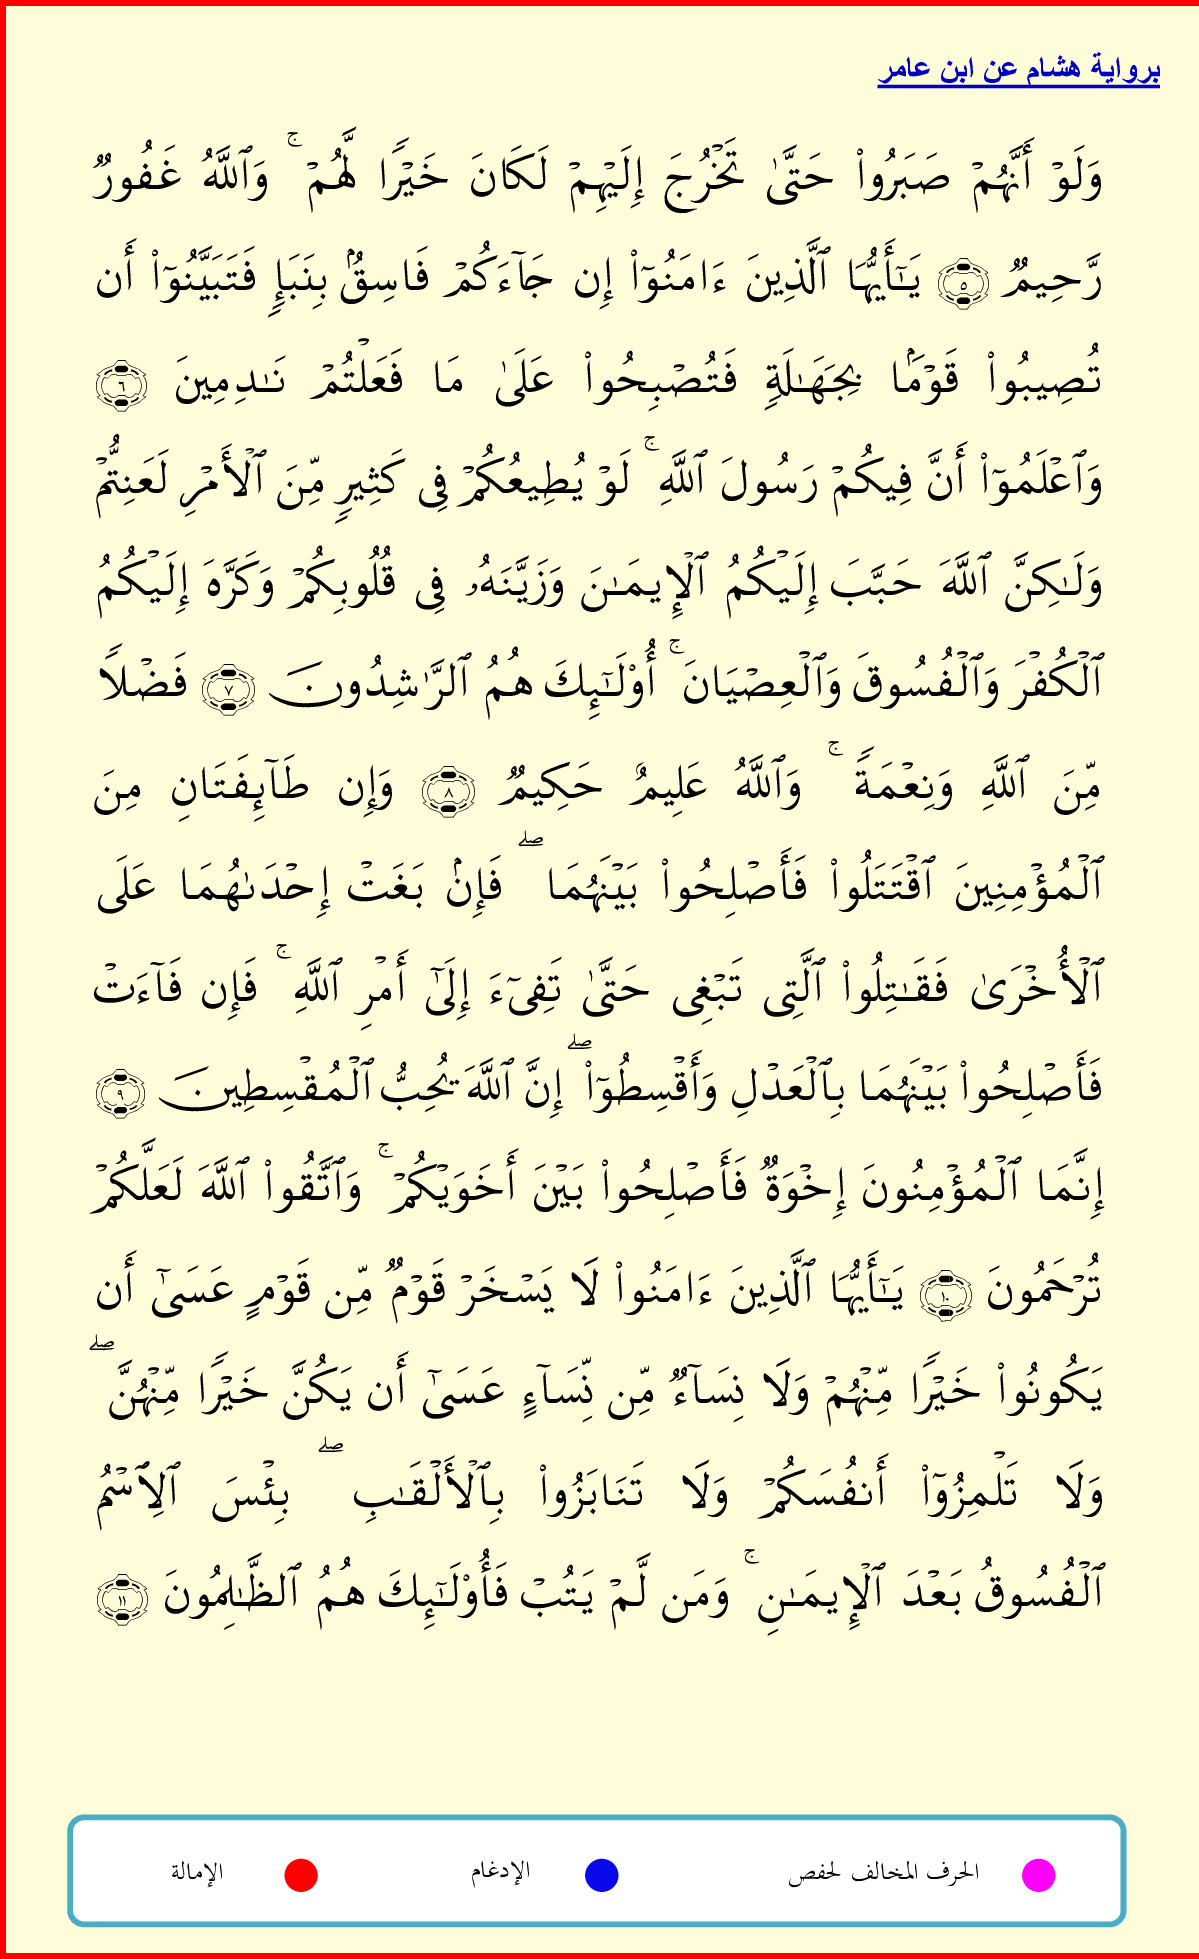 برواية هشام عن ابن عامر
وَلَوۡ أَنَّهُمۡ صَبَرُواْ حَتَّىٰ تَخۡرُجَ إِلَيۡهِمۡ لَكَانَ خَيۡرًا لَّهُمۡۚ وَٱللَّهُ غَفُورٌ
رَّحِيمٌ ٥ يَـٰٓأَيُّهَا ٱلَّذِينَ ءَامَنُوٓاْ إِن جَآءَكُمۡ فَاسِقُۢ بِنَبَإٍ فَتَبَيَّنُوٓاْ أَن
تُصِيبُواْ قَوۡمَۢا بِجَهَـٰلَةٍ فَتُصۡبِحُواْ عَلَىٰ مَا فَعَلۡتُمۡ نَـٰدِمِينَ ٦
وَٱعۡلَمُوٓاْ أَنَّ فِيكُمۡ رَسُولَ ٱللَّهِۚ لَوۡ يُطِيعُكُمۡ فِى كَثِيرٍ مِّنَ ٱلۡأَمۡرِ لَعَنِتُّمۡ
وَلَـٰكِنَّ ٱللَّهَ حَبَّبَ إِلَيۡكُمُ ٱلۡإِيمَـٰنَ وَزَيَّنَهُۥ فِى قُلُوبِكُمۡ وَكَرَّهَ إِلَيۡكُمُ
ٱلۡكُفۡرَ وَٱلۡفُسُوقَ وَٱلۡعِصۡيَانَۚ أُوْلَـٰٓئِكَ هُمُ ٱلرَّٰشِدُونَ ٧ فَضۡلًا
مِّنَ ٱللَّهِ وَنِعۡمَةًۚ وَٱللَّهُ عَلِيمٌ حَكِيمٌ ٨ وَإِن طَآئِفَتَانِ مِنَ
ٱلۡمُؤۡمِنِينَ ٱقۡتَتَلُواْ فَأَصۡلِحُواْ بَيۡنَهُمَاۖ فَإِنۢ بَغَتۡ إِحۡدَىٰهُمَا عَلَى
ٱلۡأُخۡرَىٰ فَقَـٰتِلُواْ ٱلَّتِى تَبۡغِى حَتَّىٰ تَفِىٓءَ إِلَىٰٓ أَمۡرِ ٱللَّهِۚ فَإِن فَآءَتۡ
فَأَصۡلِحُواْ بَيۡنَهُمَا بِٱلۡعَدۡلِ وَأَقۡسِطُوٓاْۖ إِنَّ ٱللَّهَ يُحِبُّ ٱلۡمُقۡسِطِينَ ٩
إِنَّمَا ٱلۡمُؤۡمِنُونَ إِخۡوَةٌ فَأَصۡلِحُواْ بَيۡنَ أَخَوَيۡكُمۡۚ وَٱتَّقُواْ ٱللَّهَ لَعَلَّكُمۡ
تُرۡحَمُونَ ١٠ يَـٰٓأَيُّهَا ٱلَّذِينَ ءَامَنُواْ لَا يَسۡخَرۡ قَوۡمٌ مِّن قَوۡمٍ عَسَىٰٓ أَن
يَكُونُواْ خَيۡرًا مِّنۡهُمۡ وَلَا نِسَآءٌ مِّن نِّسَآءٍ عَسَىٰٓ أَن يَكُنَّ خَيۡرًا مِّنۡهُنَّۖ
وَلَا تَلۡمِزُوٓاْ أَنفُسَكُمۡ وَلَا تَنَابَزُواْ بِٱلۡأَلۡقَـٰبِۖ بِئۡسَ ٱلِٱسۡمُ
ٱلۡفُسُوقُ بَعۡدَ ٱلۡإِيمَـٰنِۚ وَمَن لَّمۡ يَتُبۡ فَأُوْلَـٰٓئِكَ هُمُ ٱلظَّـٰلِمُونَ ١١
الحرف المخالف لحفص الإدغام الإمالة